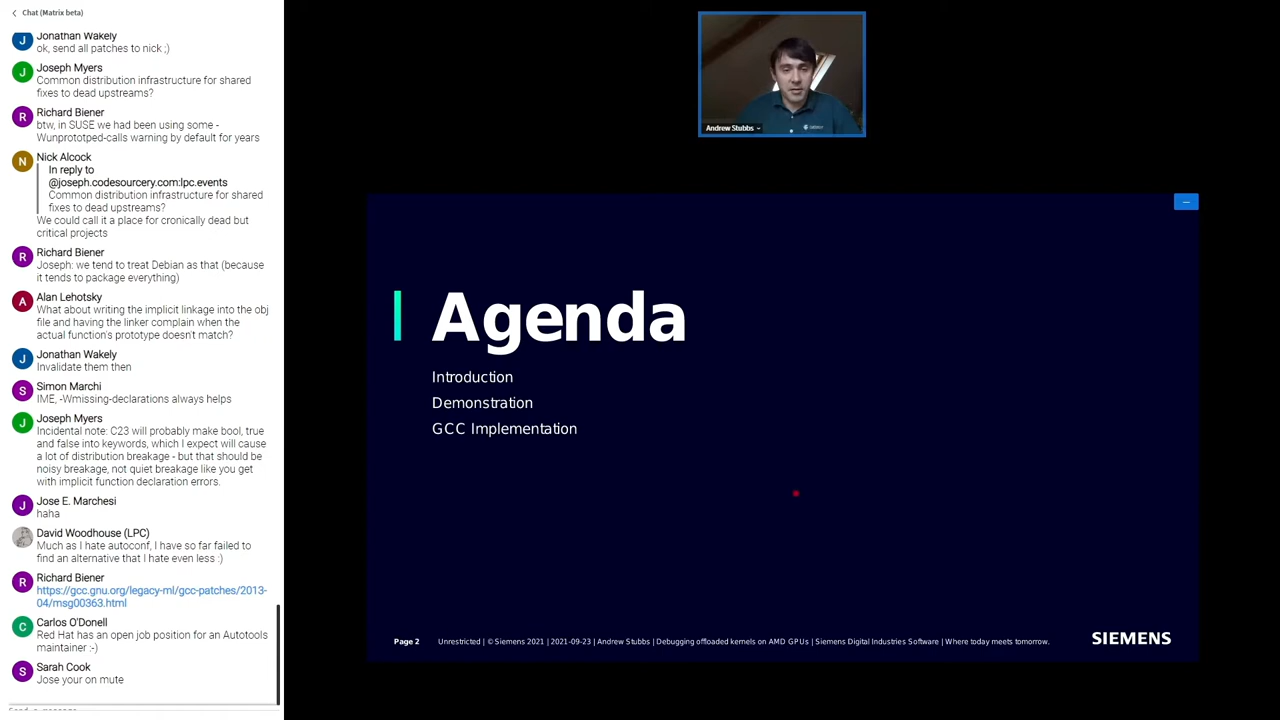 Chat (Matrix beta)
Jonathan Wakely
ok, send all patches to nick ;)
Joseph Myers
Common distribution infrastructure for shared
fixes to dead upstreams?
Richard Biener
btw, in SUSE we had been using some -
Wunprototped-calls warning by default for years
Nick Alcock
In reply to
@joseph.codesourcery.com:lpc.events
Common distribution infrastructure for shared
fixes to dead upstreams?
We could call it a place for cronically dead but
critical projects
Richard Biener
Joseph: we tend to treat Debian as that (because
it tends to package everything)
Alan Lehotsky
What about writing the implicit linkage into the obj
file and having the linker complain when the
actual function's prototype doesn't match?
Jonathan Wakely
Invalidate them then
Simon Marchi
IME, -Wmissing-declarations always helps
Joseph Myers
Incidental note: C23 will probably make bool, true
and false into keywords, which I expect will cause
a lot of distribution breakage - but that should be
noisy breakage, not quiet breakage like you get
with implicit function declaration errors.
Jose E. Marchesi
haha
David Woodhouse (LPC)
Much as I hate autoconf, I have so far failed to
find an alternative that I hate even less :)
Richard Biener
https://gcc.gnu.org/legacy-ml/gcc-patches/2013-
04/msg00363.html
Carlos O'Donell
Red Hat has an open job position for an Autotools
maintainer :-)
Sarah Cook
Jose your on mute
J
J
R
N
R
A
J
S
J
J
R
C
S
Andrew Stubbs
Agenda
Introduction
Demonstration
GCC Implementation
Page 2 Unrestricted | © Siemens 2021 | 2021-09-23 | Andrew Stubbs | Debugging offloaded kernels on AMD GPUs | Siemens Digital Industries Software | Where today meets tomorrow.
SIEMENS